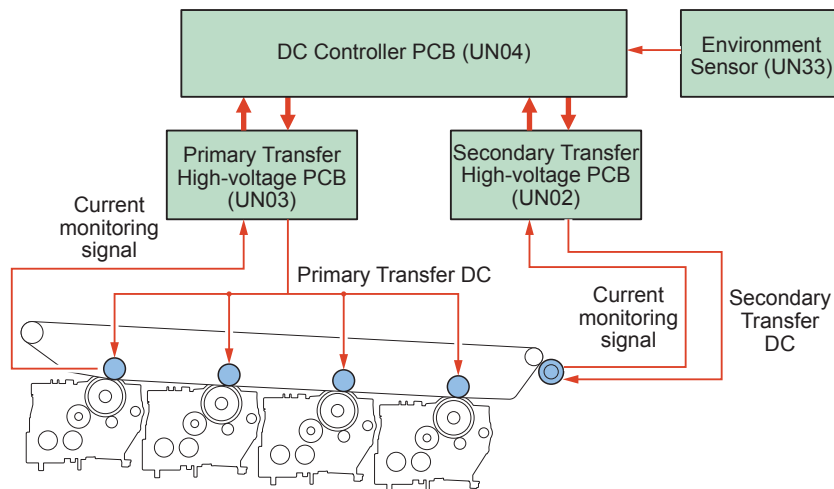 DC Controller PCB (UN04)
Environment
Sensor (UN33)
Primary Transfer
High-voltage PCB
(UN03)
Secondary Transfer
High-voltage PCB
(UN02)
Current
monitoring
signal
Primary Transfer DC
Current
monitoring
signal
Secondary
Transfer
DC